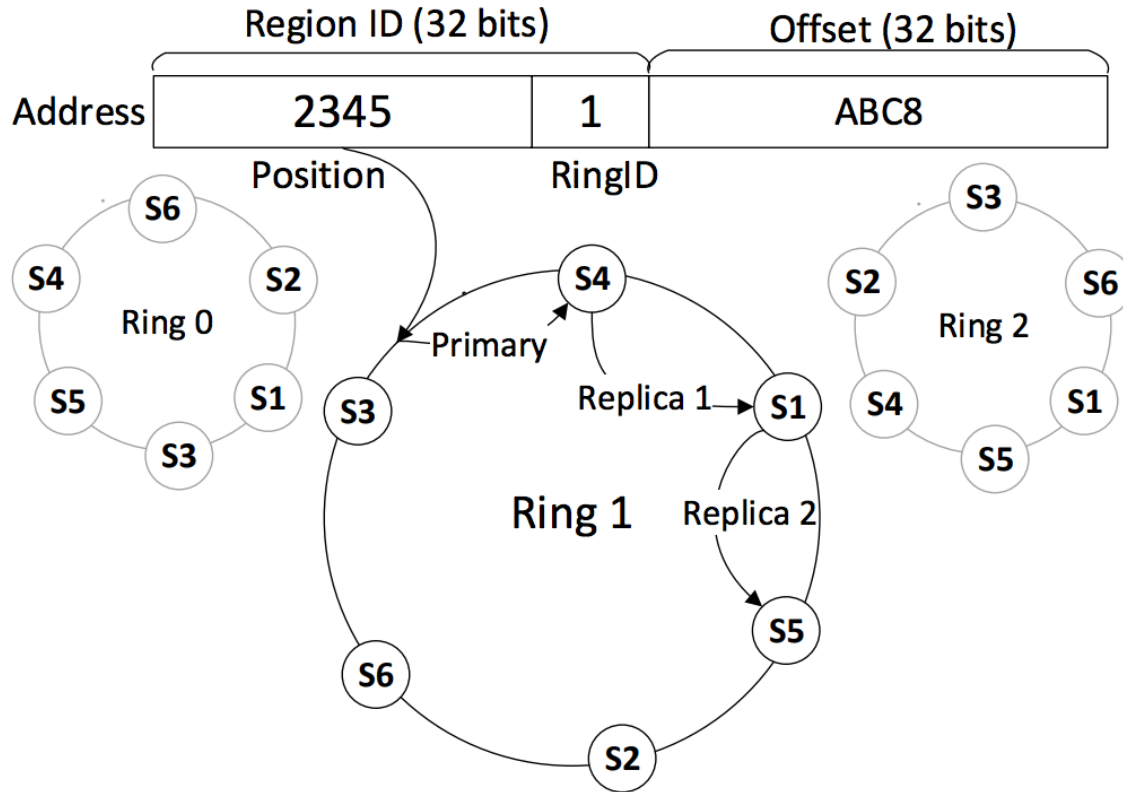 Region ID (32 bits)
Offset (32 bits)
Address
2345
1
ABC8
Position
RingID
S6
S4
S2
Ring 0
S5
S1
S3
S4
Primary
S3
Replica 1
S1
Ring 1
Replica 2
S5
S6
S2
S3
S2
S6
Ring 2
S4
S1
S5